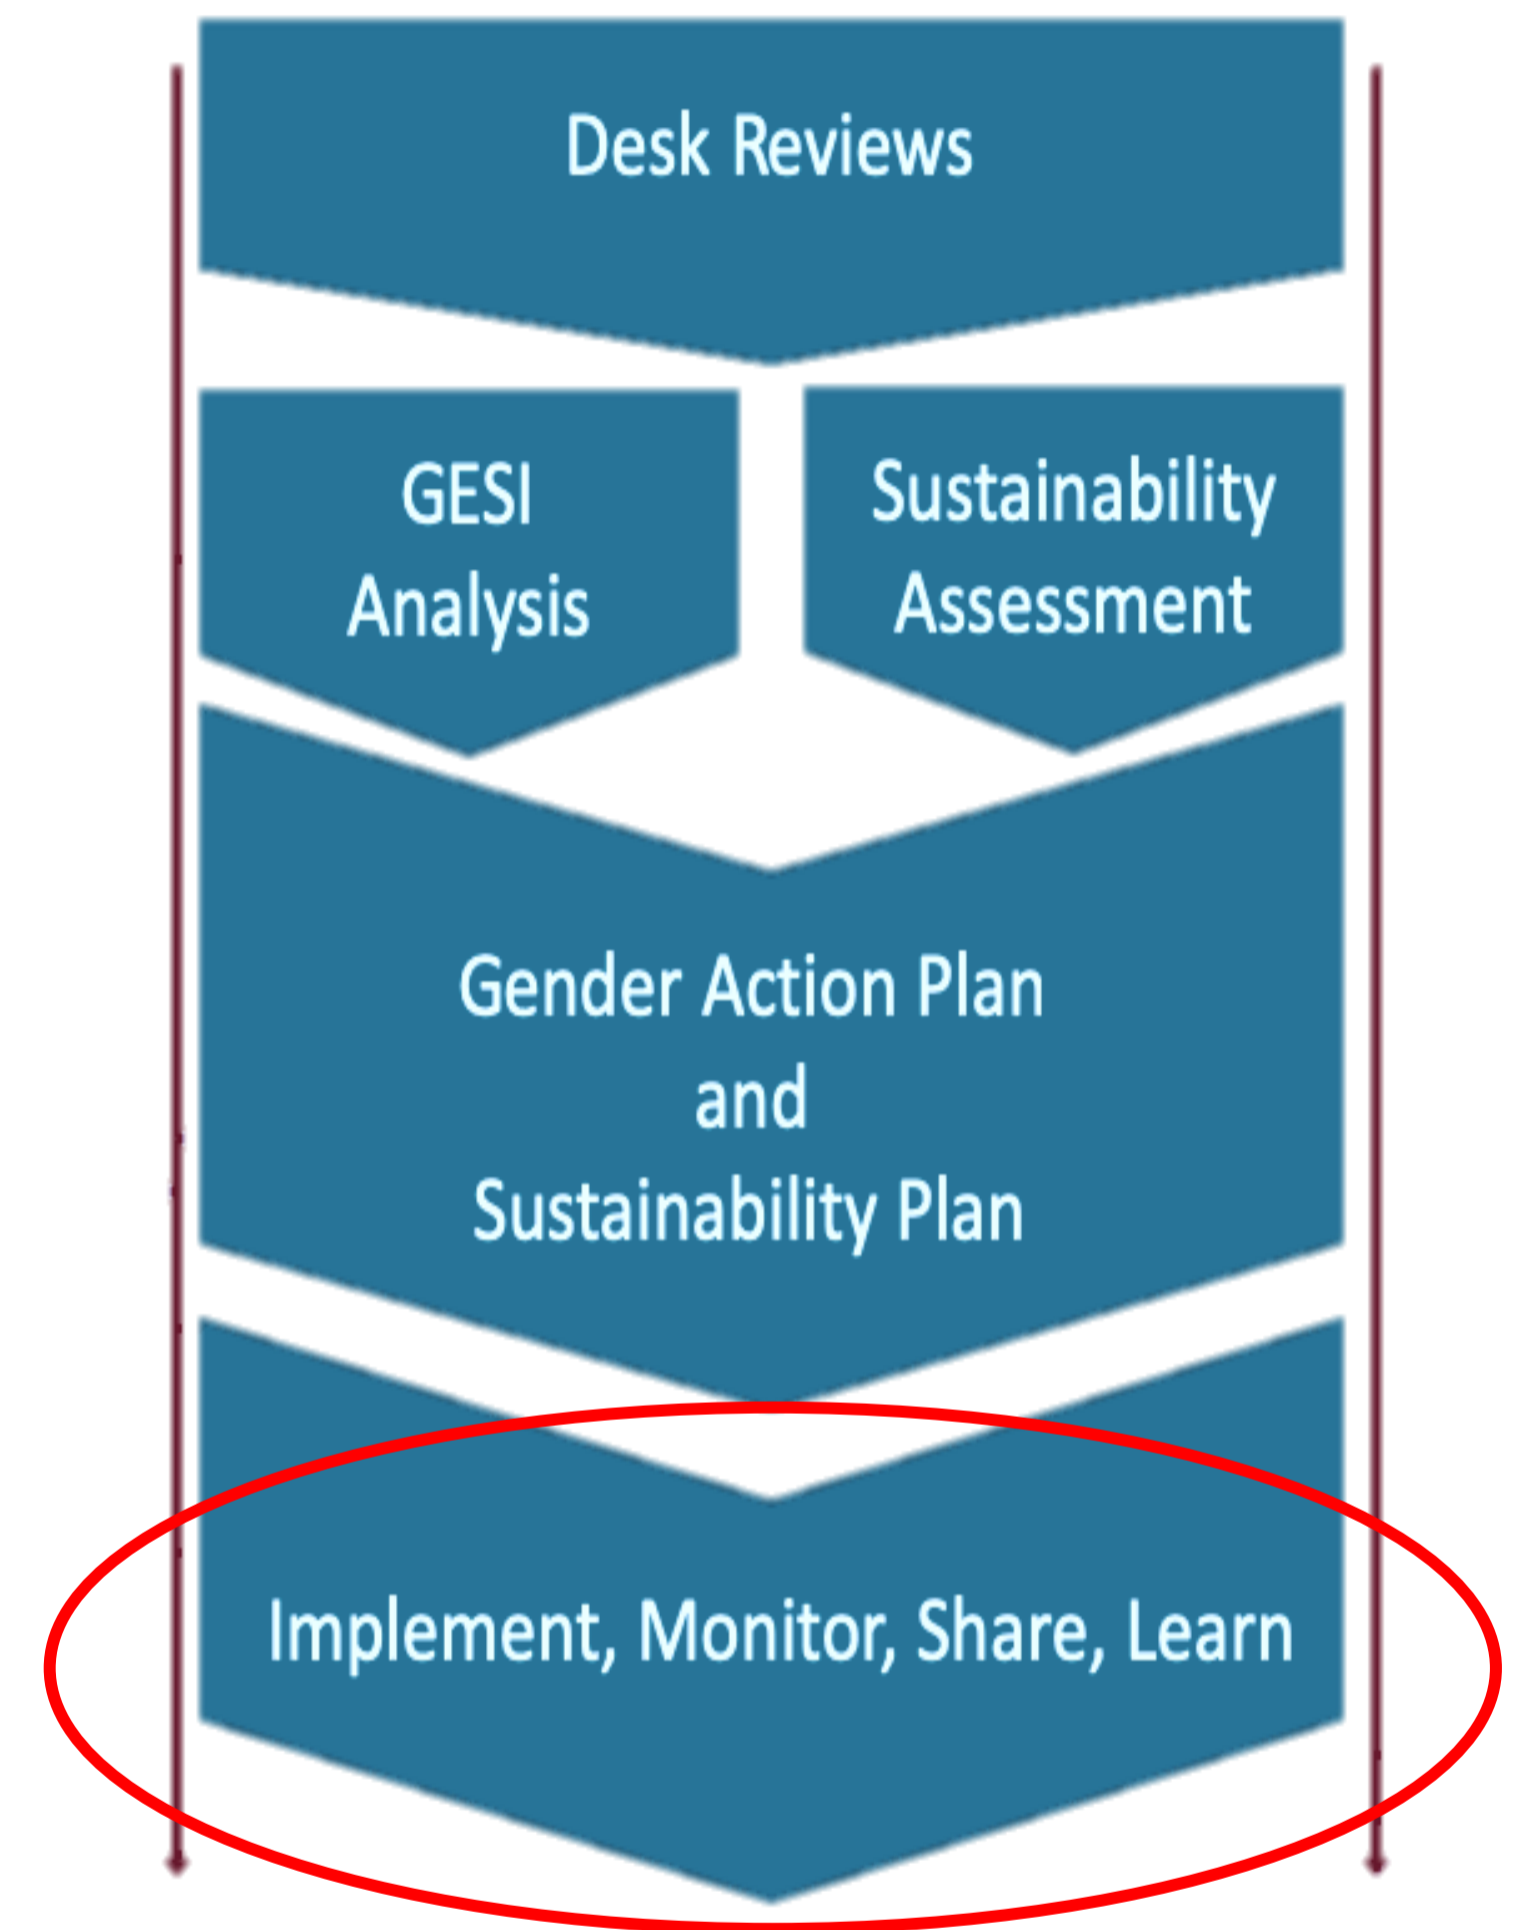 Desk Reviews
GESI
Analysis
Sustainability
Assessment
Gender Action Plan
and
Sustainability Plan
Implement, Monitor, Share, Learn